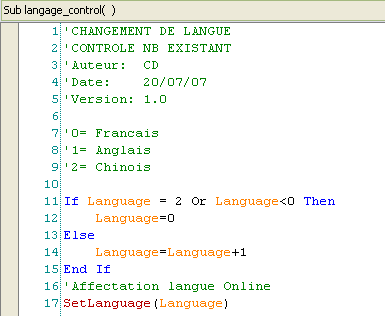 Sub langage_control( )
1 'CHANGEMENT DE LANGUE
2 'CONTROLE NB EXISTANT
3 'Auteur: CD
4 'Date: 20/07/07
5 'Version: 1.0
6
7 '0= Francais
8 '1= Anglais
9 '2= Chinois
10
11 If Language = 2 Or Language<0 Then
12 Language=0
13 Else
14 Language=Language+1
15 End If
16 'Affectation langue Online
17 SetLanguage(Language)